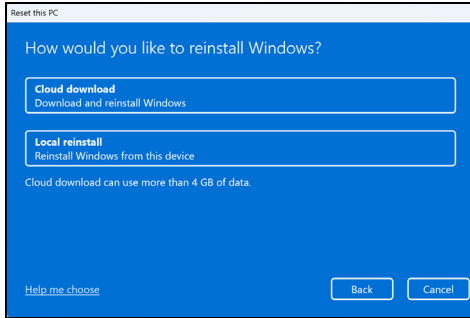 Reset this PC
How would you like to reinstall Windows?
Cloud download
Download and reinstall Windows
Local reinstall
Reinstall Windows from this device
Cloud download can use more than 4 GB of data.
Help me choose
Back
Cancel